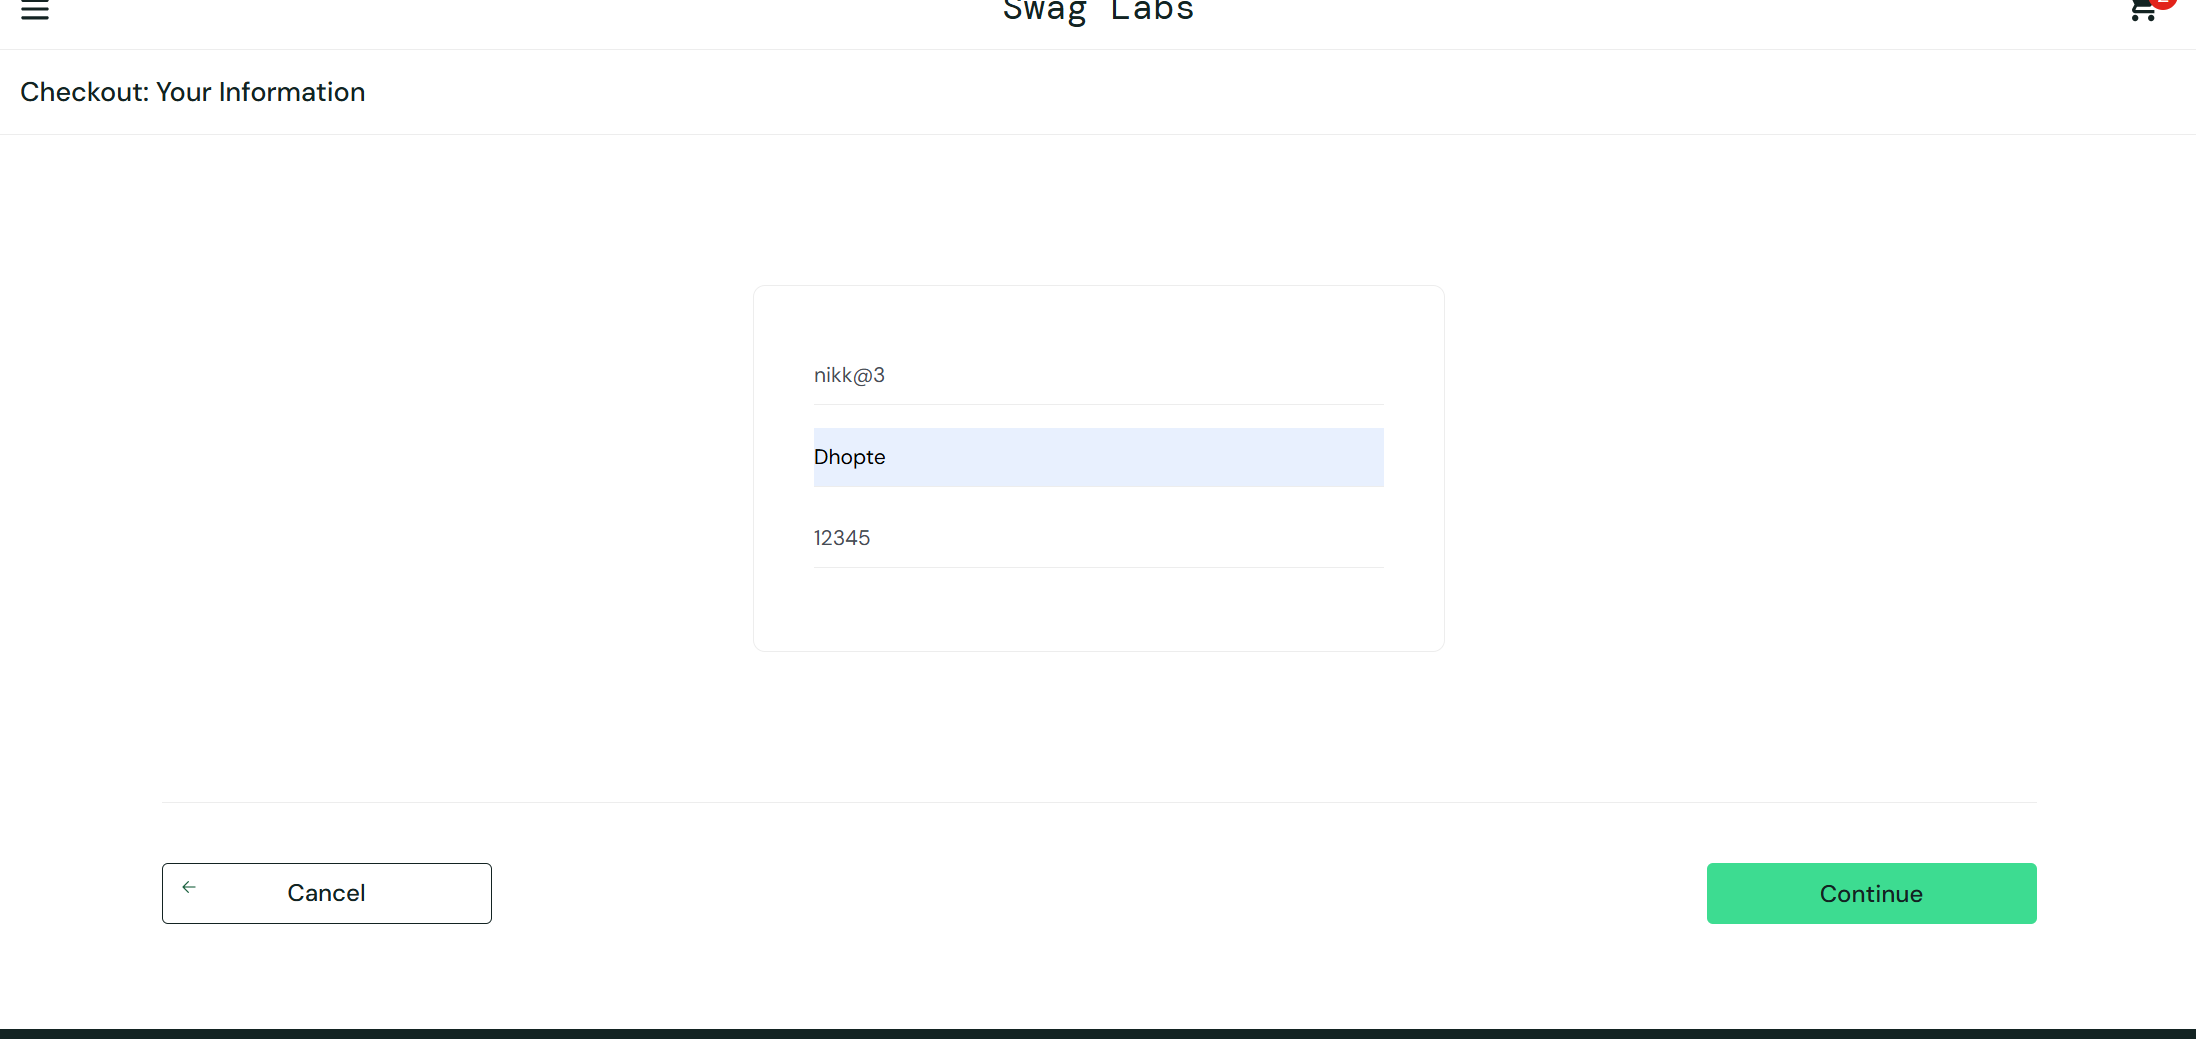 Swag Labs
Checkout: Your Information
nikk@3
Dhopte
12345
Cancel
Continue